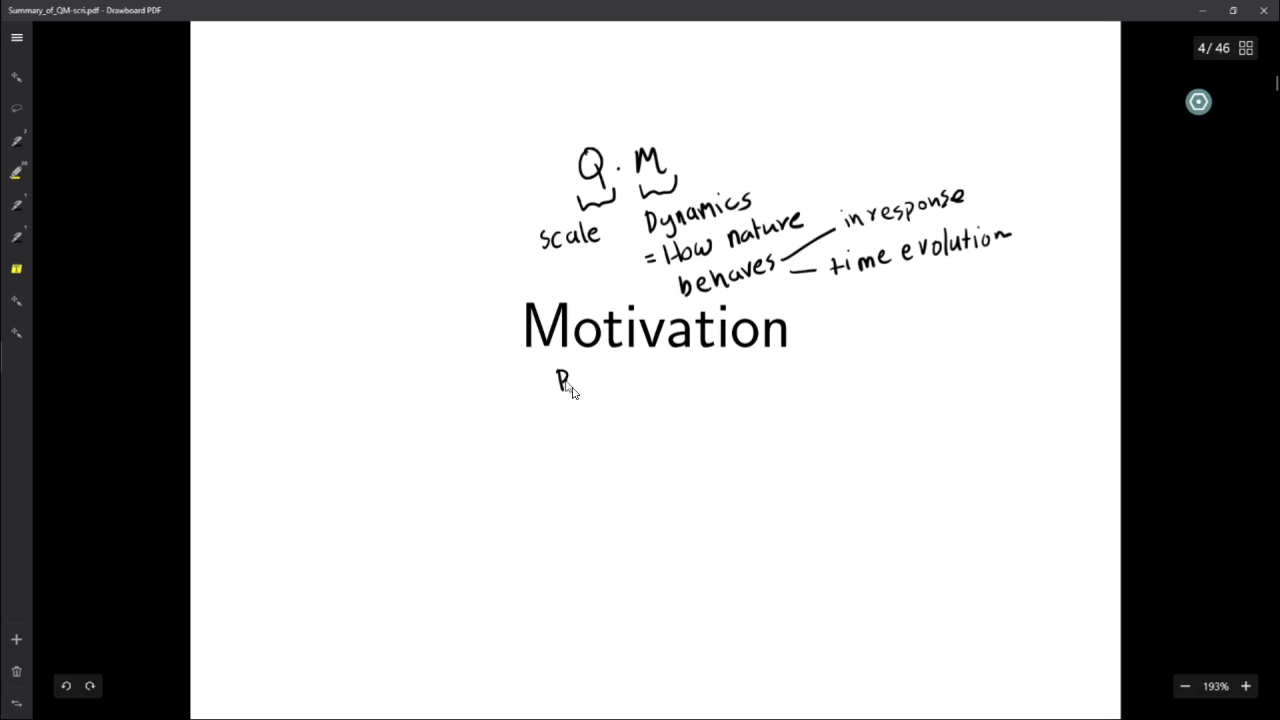 Summary_of_QM-scri.pdf - Drawboard PDF
4 / 46
Q . M
scale
Dynamics
= How nature
behaves
in response
time evolution
Motivation
P
193%